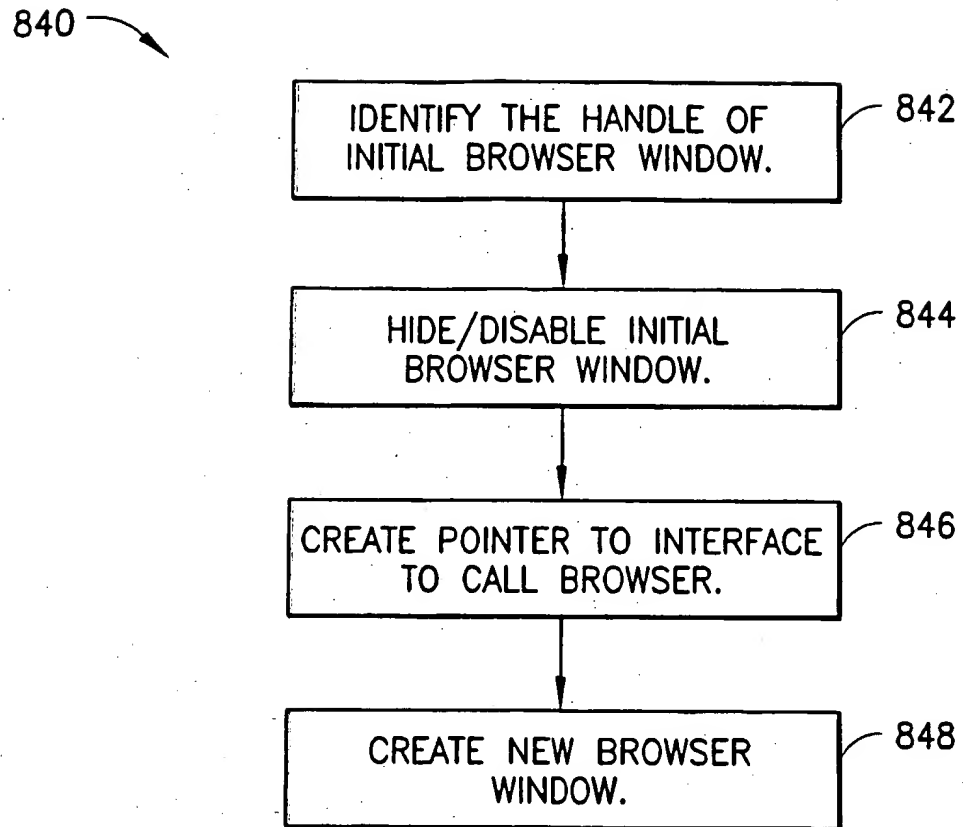 840
IDENTIFY THE HANDLE OF
INITIAL BROWSER WINDOW.
842
HIDE/DISABLE INITIAL
BROWSER WINDOW.
844
CREATE POINTER TO INTERFACE
TO CALL BROWSER.
846
CREATE NEW BROWSER
WINDOW.
848